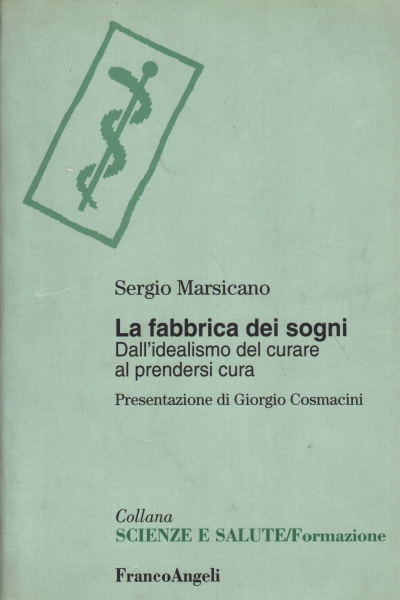 Sergio Marsicano
La fabbrica dei sogni
Dall'idealismo del curare
al prendersi cura
Presentazione di Giorgio Cosmacini
Collana
SCIENZE E SALUTE/Formazione
FrancoAngeli